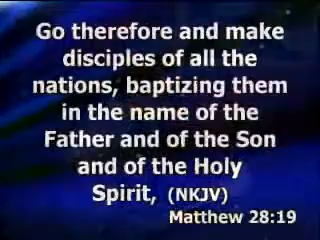 Go therefore and make
disciples of all the
nations, baptizing them
in the name of the
Father and of the Son
and of the Holy
Spirit, (NKJV)
Matthew 28:19